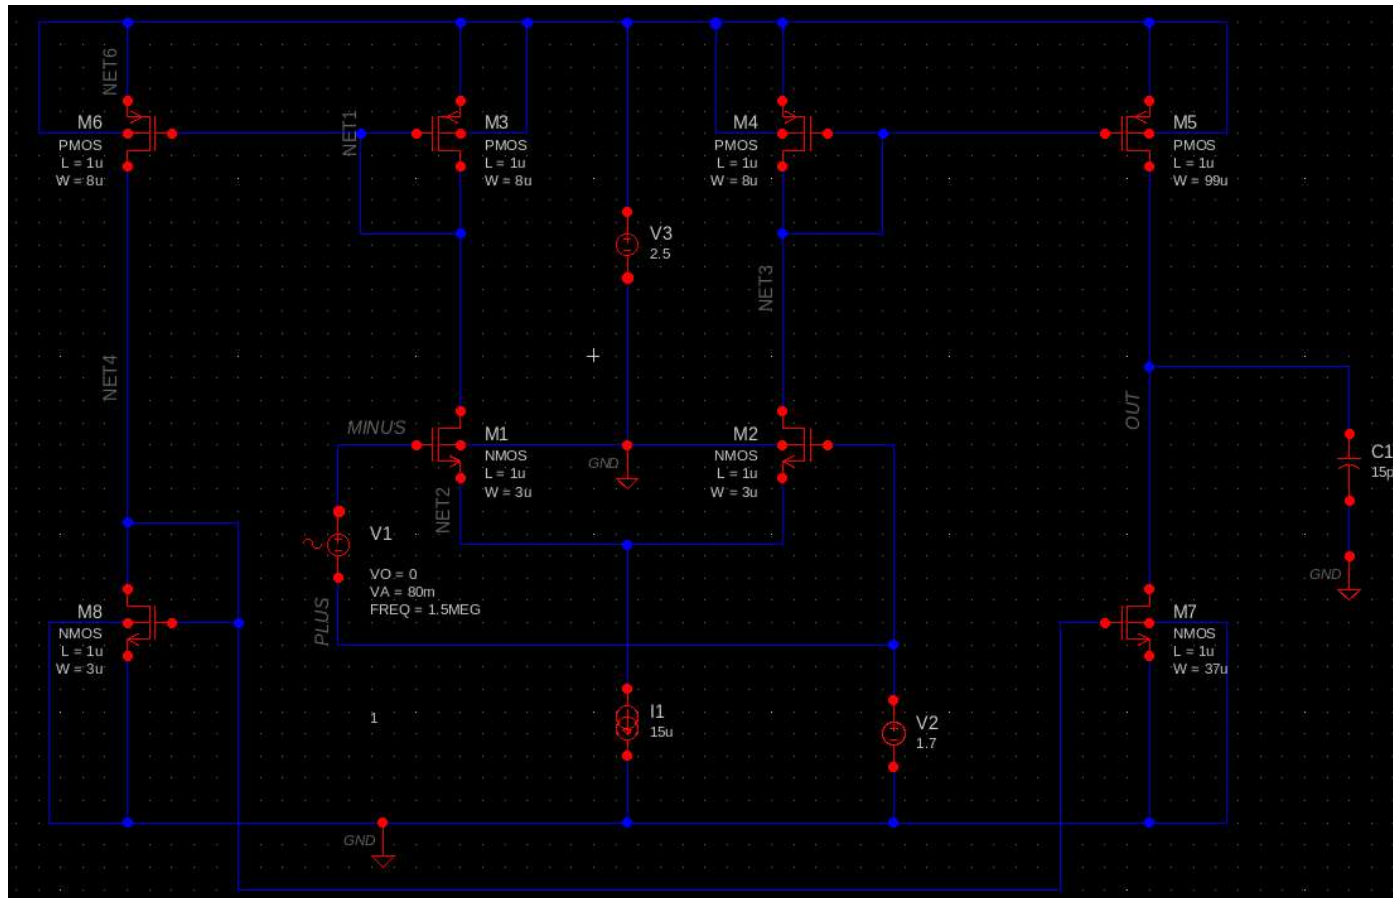 NET6
M6
PMOS
L = 1u
W = 8u
NET1
M3
PMOS
L = 1u
W = 8u
M4
PMOS
L = 1u
W = 8u
M5
PMOS
L = 1u
W = 99u
V3
2.5
NET3
NET4
OUT
MINUS
M1
NMOS
L = 1u
W = 3u
GND
M2
NMOS
L = 1u
W = 3u
C1
15p
NET2
V1
VO = 0
VA = 80m
FREQ = 1.5MEG
PLUS
GND
M8
NMOS
L = 1u
W = 3u
M7
NMOS
L = 1u
W = 37u
1
I1
15u
V2
1.7
GND